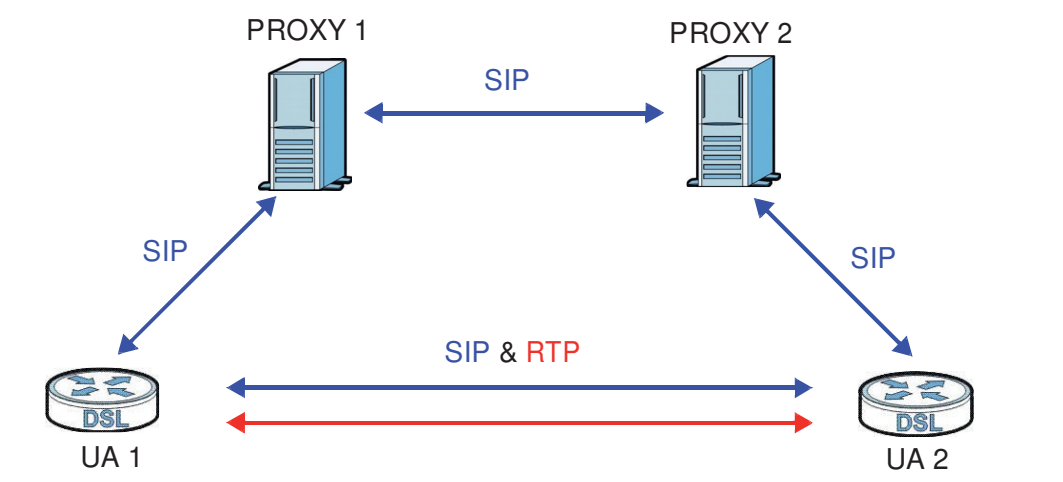 PROXY 1
PROXY 2
SIP
SIP
SIP
SIP & RTP
DSL
DSL
UA 1
UA 2